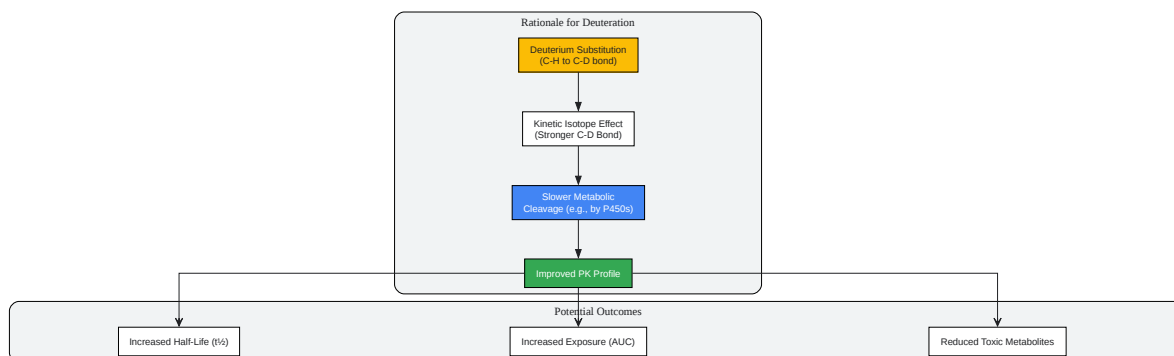 Rationale for Deuteration
Deuterium Substitution
(C-H to C-D bond)
Kinetic Isotope Effect
(Stronger C-D Bond)
Slower Metabolic
Cleavage (e.g., by P450s)
Improved PK Profile
Potential Outcomes
Increased Half-Life (t½)
Increased Exposure (AUC)
Reduced Toxic Metabolites